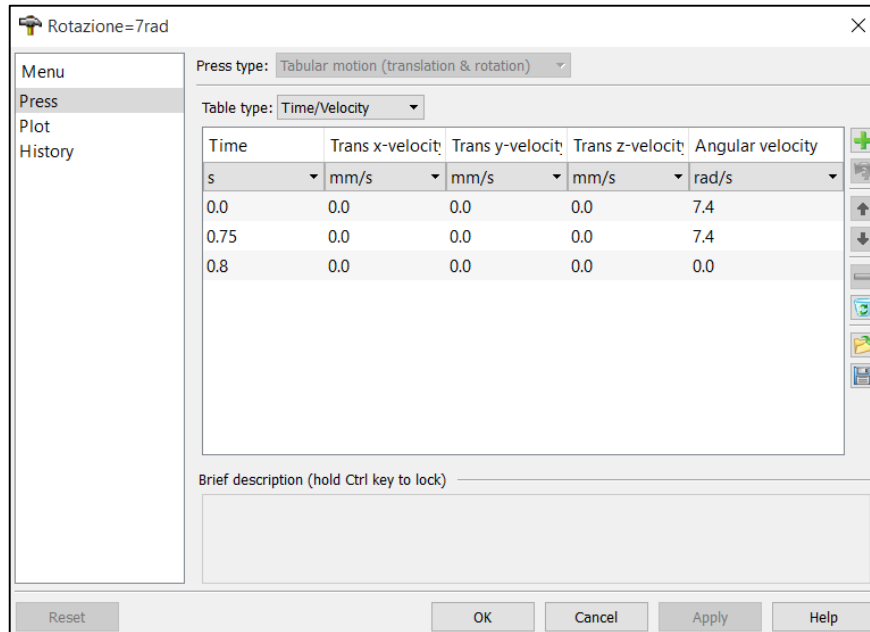 Rotazione=7rad
Menu
Press
Plot
History
Press type: Tabular motion (translation & rotation)
Table type: Time/Velocity
Time Trans x-velocit Trans y-velocit Trans z-velocit Angular velocity
s mm/s mm/s mm/s rad/s
0.0 0.0 0.0 0.0 7.4
0.75 0.0 0.0 0.0 7.4
0.8 0.0 0.0 0.0 0.0
Brief description (hold Ctrl key to lock)
Reset OK Cancel Apply Help